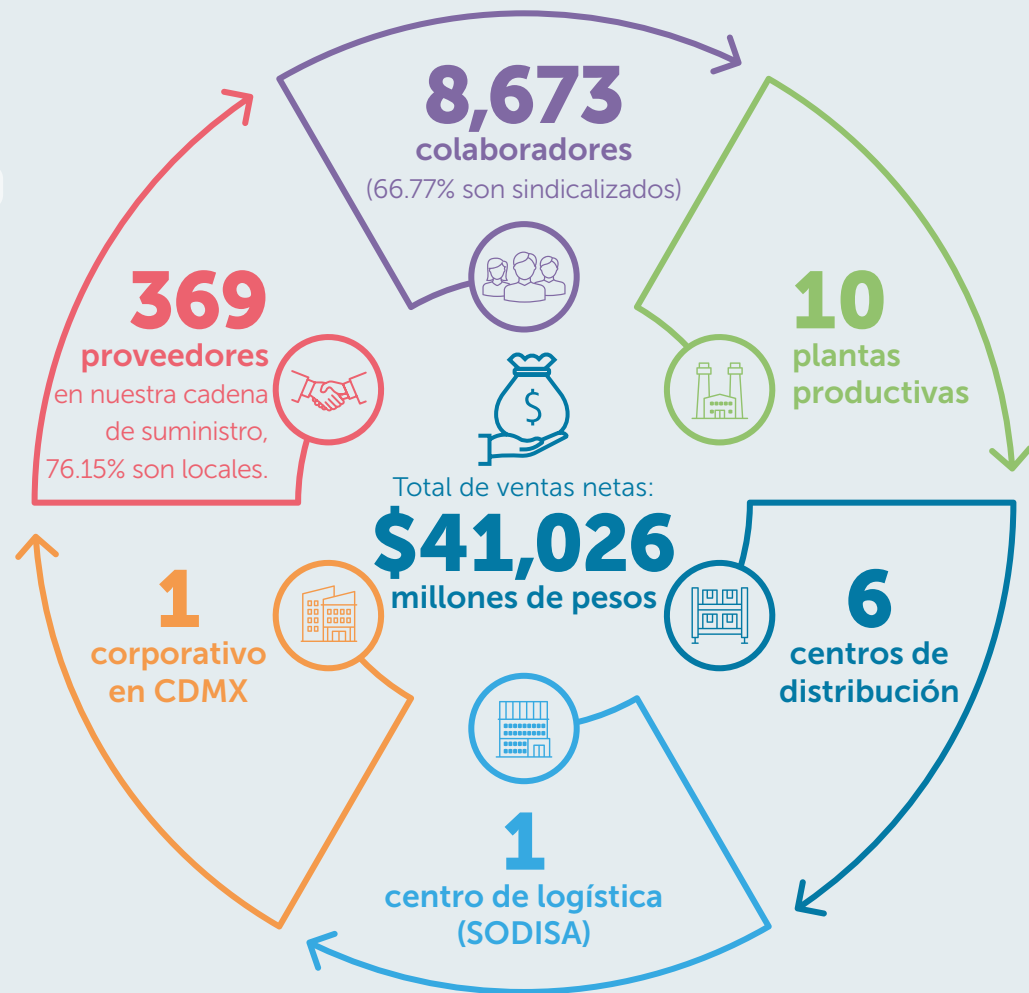 8,673
colaboradores
(66.77% son sindicalizados)
10
plantas
productivas
6
centros de
distribución
1
centro de logística
(SODISA)
1
corporativo
en CDMX
369
proveedores
en nuestra cadena
de suministro,
76.15% son locales.
$
Total de ventas netas:
$41,026
millones de pesos